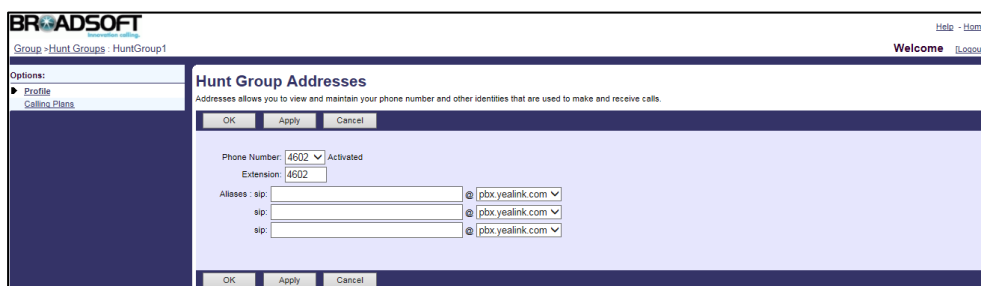 BROADSOFT
innovation calling.
Help - Hom
Group >Hunt Groups : HuntGroup1
Welcome [Logou
Options:
Profile
Calling Plans
Hunt Group Addresses
Addresses allows you to view and maintain your phone number and other identities that are used to make and receive calls.
OK Apply Cancel
Phone Number: 4602 Activated
Extension: 4602
Aliases : sip: @ pbx.yealink.com
sip: @ pbx.yealink.com
sip: @ pbx.yealink.com
OK Apply Cancel